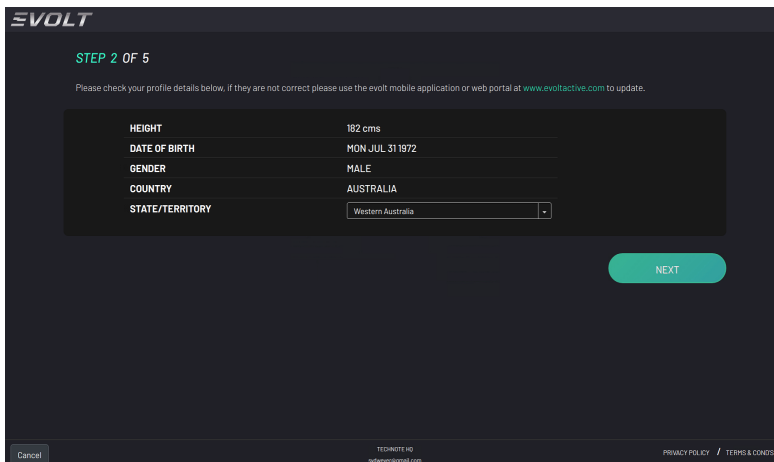 EVOLT
STEP 2 OF 5
Please check your profile details below, if they are not correct please use the evolt mobile application or web portal at www.evoltactive.com to update.
HEIGHT 182 cms
DATE OF BIRTH MON JUL 31 1972
GENDER MALE
COUNTRY AUSTRALIA
STATE/TERRITORY Western Australia
NEXT
Cancel
TECHNOTE HQ
PRIVACY POLICY / TERMS & COND'S